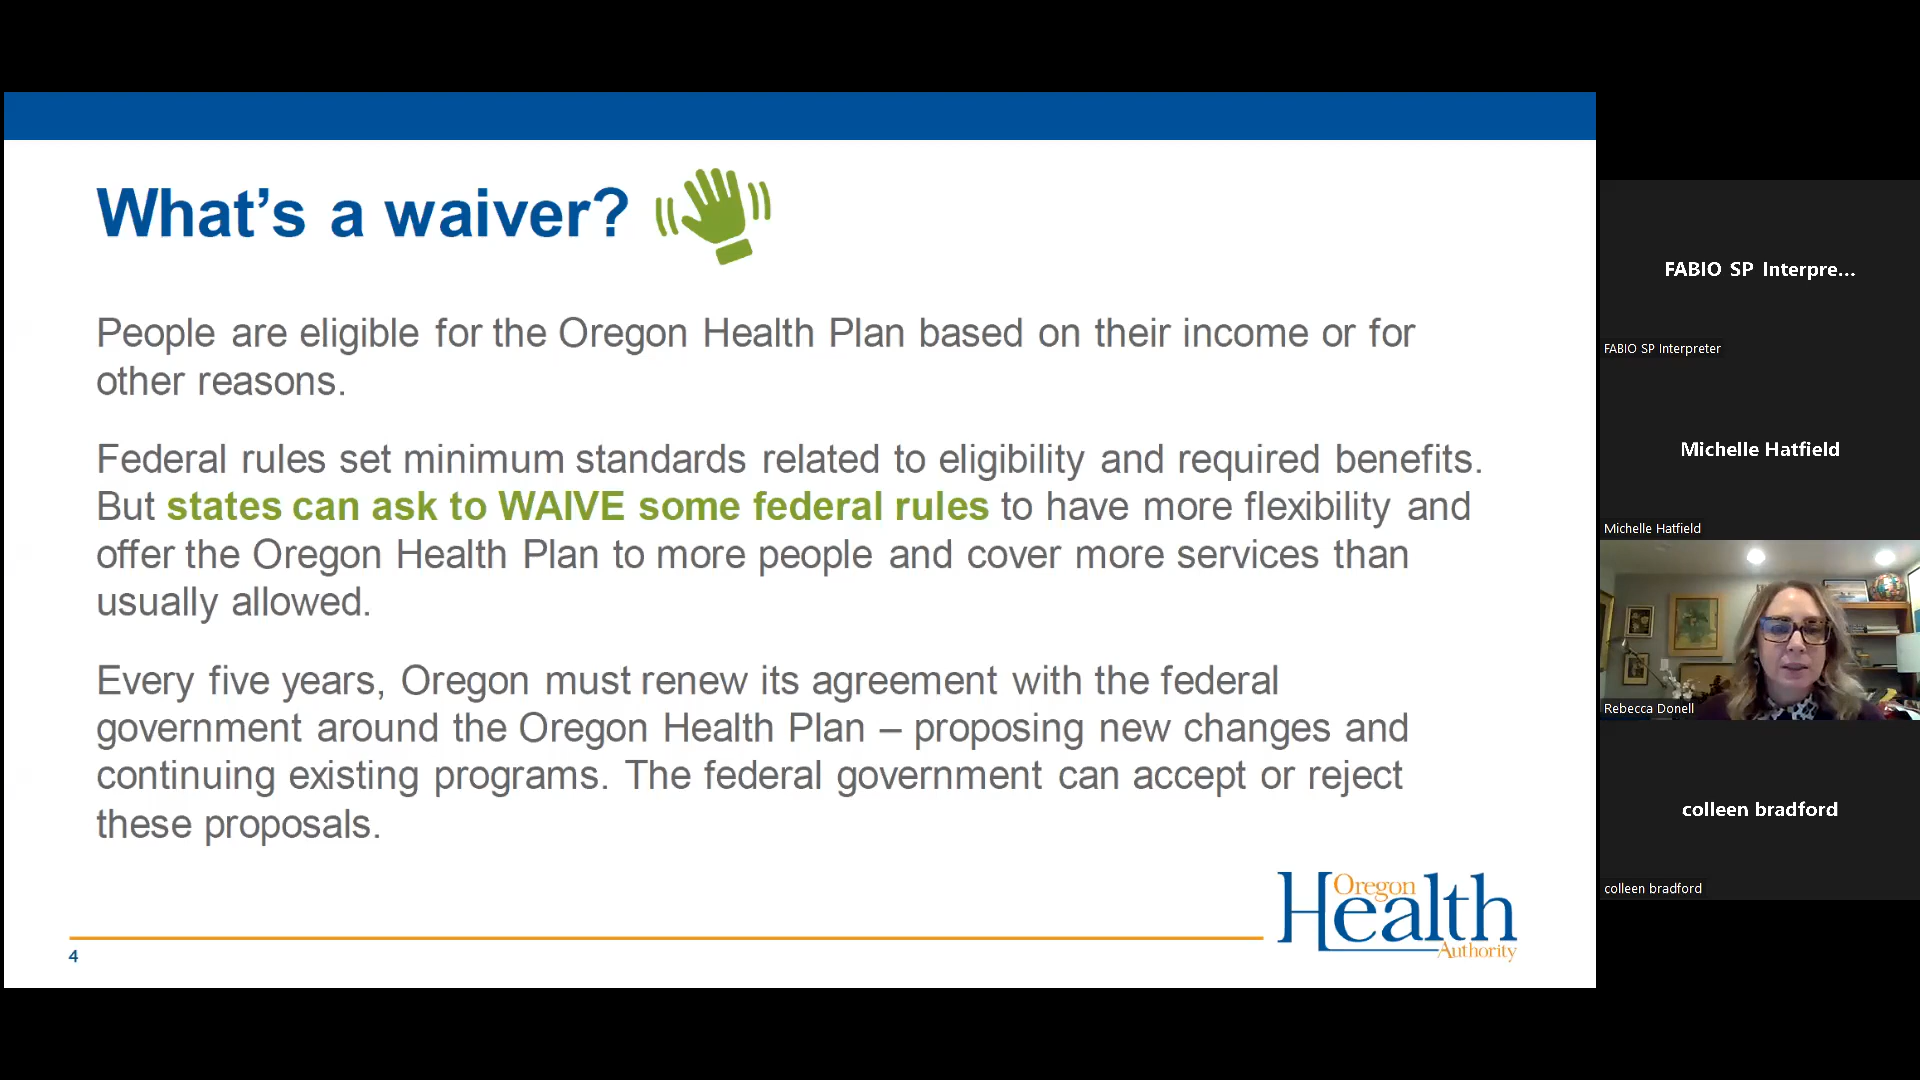 What's a waiver?
People are eligible for the Oregon Health Plan based on their income or for
other reasons.
Federal rules set minimum standards related to eligibility and required benefits.
But states can ask to WAIVE some federal rules to have more flexibility and
offer the Oregon Health Plan to more people and cover more services than
usually allowed.
Every five years, Oregon must renew its agreement with the federal
government around the Oregon Health Plan – proposing new changes and
continuing existing programs. The federal government can accept or reject
these proposals.
4
Oregon
Health
Authority
FABIO SP Interpre...
FABIO SP Interpreter
Michelle Hatfield
Michelle Hatfield
Rebecca Donell
colleen bradford
colleen bradford